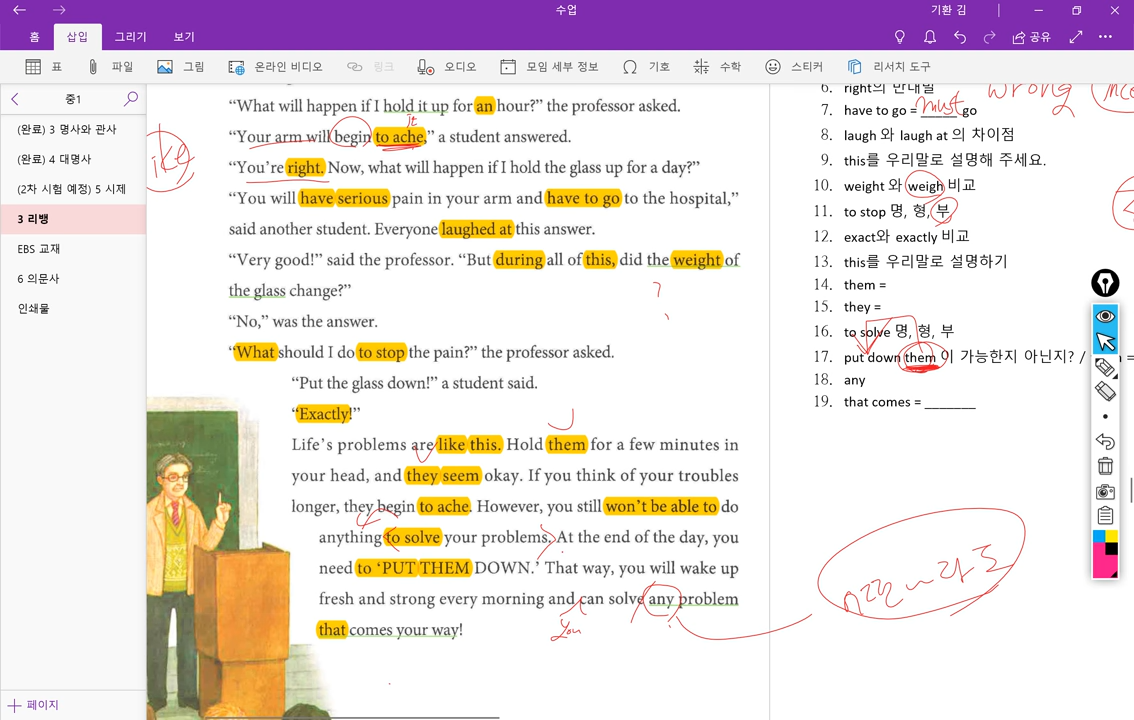 수업
기환 김
홈 삽입 그리기 보기
공유
표 파일 그림 온라인 비디오 링크 오디오 모임 세부 정보 기호 수학 스티커 리서치 도구
중1
(완료) 3 명사와 관사
(완료) 4 대명사
(2차 시험 예정) 5 시제
3 리뱅
EBS 교재
6 의문사
인쇄물
페이지
“What will happen if I hold it up for an hour?” the professor asked.
it
“Your arm will begin to ache,” a student answered.
“You’re right. Now, what will happen if I hold the glass up for a day?”
“You will have serious pain in your arm and have to go to the hospital,”
said another student. Everyone laughed at this answer.
“Very good!” said the professor. “But during all of this, did the weight of
the glass change?”
“No,” was the answer.
“What should I do to stop the pain?” the professor asked.
“Put the glass down!” a student said.
“Exactly!”
Life’s problems are like this. Hold them for a few minutes in
your head, and they seem okay. If you think of your troubles
longer, they begin to ache. However, you still won’t be able to do
anything to solve your problems. At the end of the day, you
need to ‘PUT THEM DOWN.’ That way, you will wake up
fresh and strong every morning and can solve any problem
you
that comes your way!
6. right의 반대말 wrong
7. have to go = must go
8. laugh 와 laugh at 의 차이점
9. this를 우리말로 설명해 주세요.
10. weight 와 weigh 비교
11. to stop 명, 형, 부
12. exact와 exactly 비교
13. this를 우리말로 설명하기
14. them =
15. they =
16. to solve 명, 형, 부
17. put down them 이 가능한지 아닌지? /
18. any
19. that comes = _______